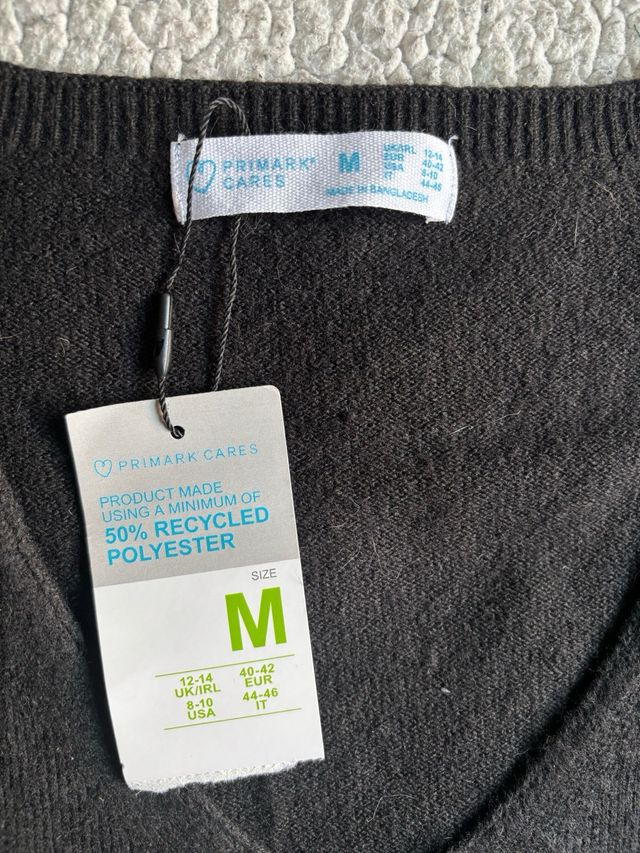 PRIMARK®
CARES
M
UK/IRL 12-14
EUR 40-42
USA 8-10
IT 44-46
MADE IN BANGLADESH
PRIMARK CARES
PRODUCT MADE
USING A MINIMUM OF
50% RECYCLED
POLYESTER
SIZE
M
12-14 40-42
UK/IRL EUR
8-10 44-46
USA IT